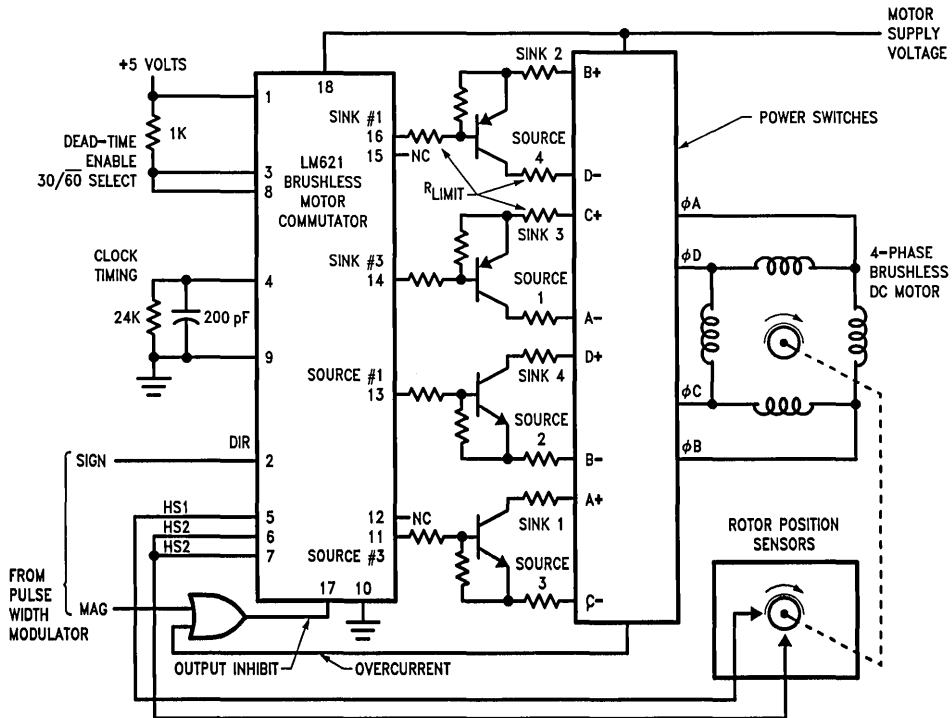 MOTOR
SUPPLY
VOLTAGE
+5 VOLTS
1K
DEAD-TIME
ENABLE
30/60 SELECT
CLOCK
TIMING
24K
200 pF
1
3
8
4
9
18
LM621
BRUSHLESS
MOTOR
COMMUTATOR
SINK #1
16
15
NC
SINK #3
14
SOURCE #1
13
12
NC
11
SOURCE #3
17
10
DIR
2
5
6
7
SIGN
HS1
HS2
HS2
FROM
PULSE
WIDTH
MODULATOR
MAG
OUTPUT INHIBIT
OVERCURRENT
RLIMIT
SINK 2
B+
SOURCE
4
D-
C+
SINK 3
SOURCE
1
A-
D+
SINK 4
SOURCE
2
B-
A+
SINK 1
SOURCE
3
C-
POWER SWITCHES
ϕA
ϕD
ϕC
ϕB
4-PHASE
BRUSHLESS
DC MOTOR
ROTOR POSITION
SENSORS